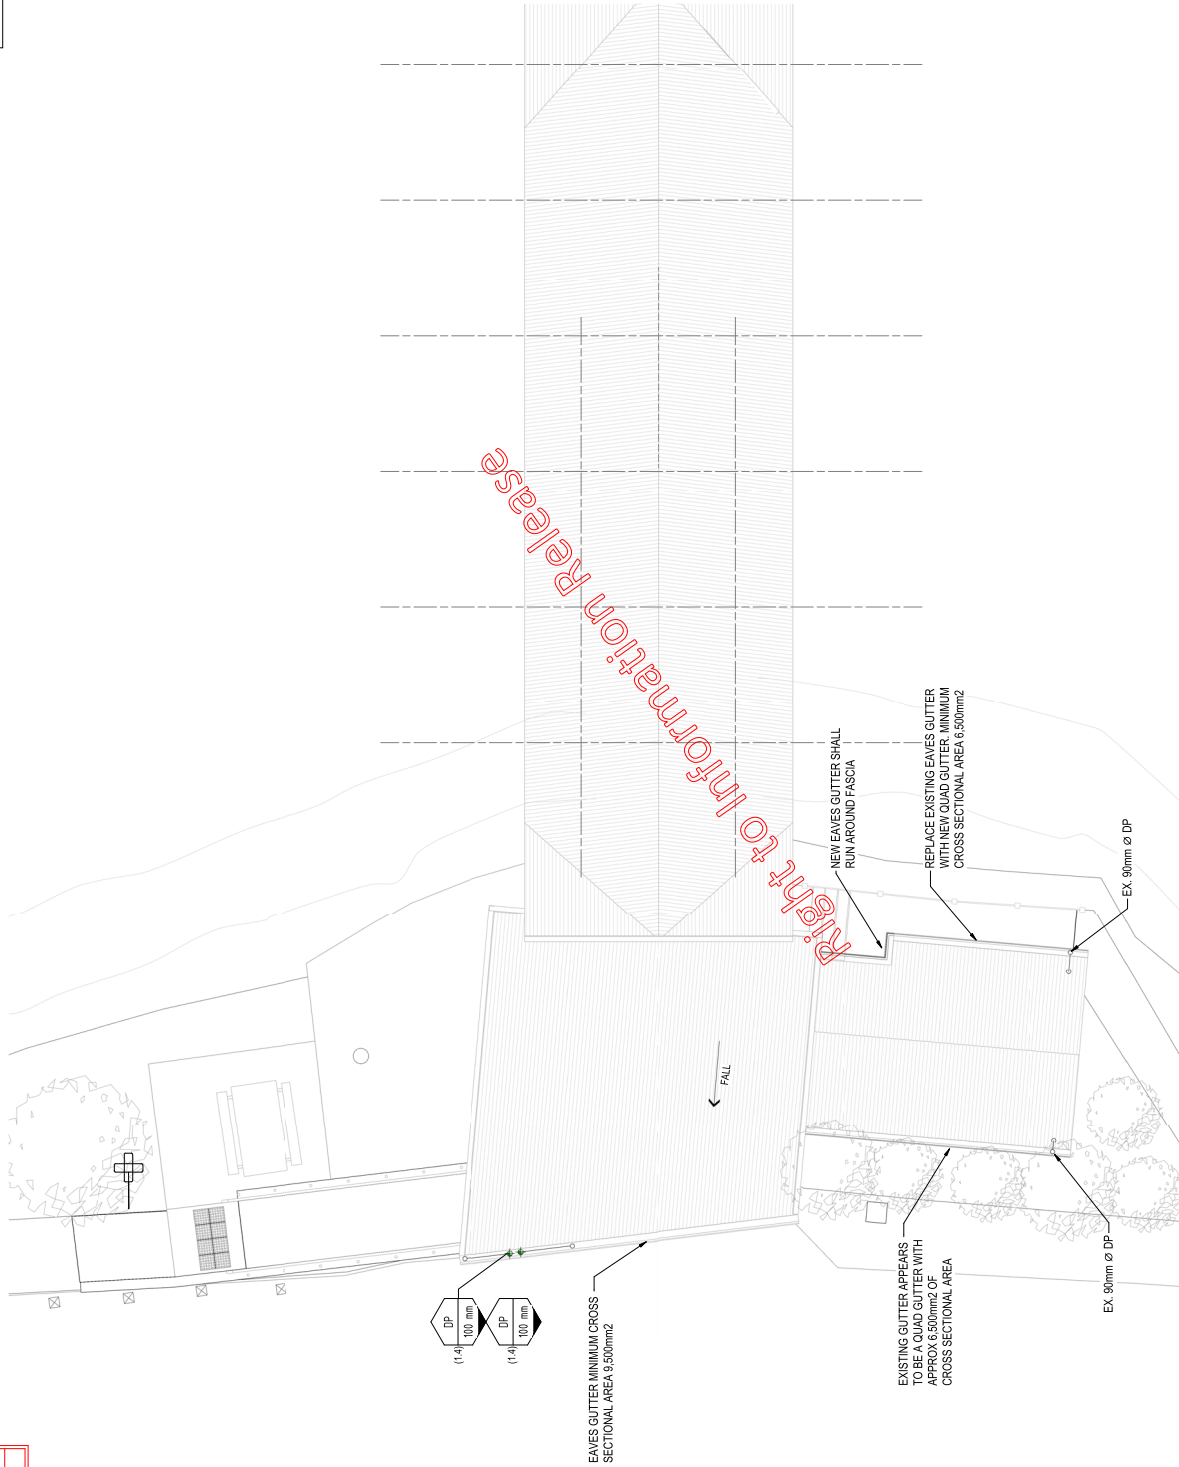 Right to Information Release
NEW EAVES GUTTER SHALL
RUN AROUND FASCIA
REPLACE EXISTING EAVES GUTTER
WITH NEW QUAD GUTTER. MINIMUM
CROSS SECTIONAL AREA 6,500mm2
EX. 90mm Ø DP
FALL
DP
100 mm
(1.4)
DP
100 mm
(1.4)
EAVES GUTTER MINIMUM CROSS
SECTIONAL AREA 9,500mm2
EXISTING GUTTER APPEARS
TO BE A QUAD GUTTER WITH
APPROX 6,500mm2 OF
CROSS SECTIONAL AREA
EX. 90mm Ø DP